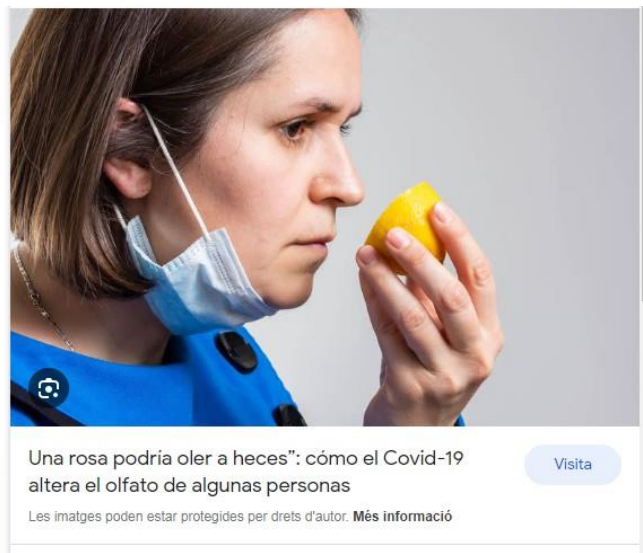 Una rosa podría oler a heces”: cómo el Covid-19
altera el olfato de algunas personas
Visita
Les imatges poden estar protegides per drets d'autor. Més informació